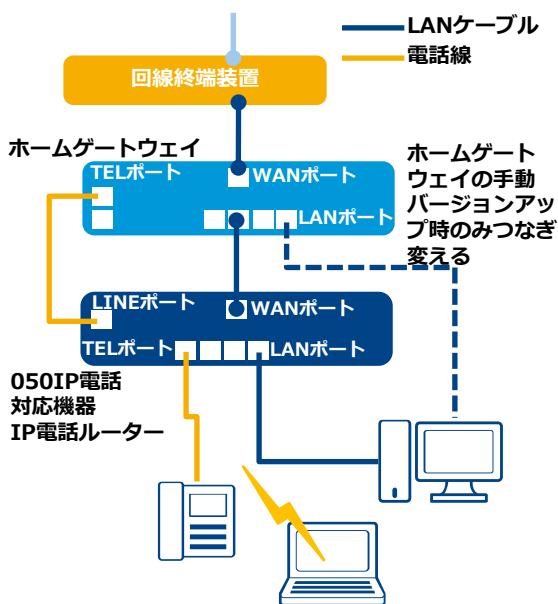 LANケーブル
電話線
回線終端装置
ホームゲートウェイ
TELポート
WANポート
LANポート
ホームゲート
ウェイの手動
バージョンアッ
プ時のみつなぎ
変える
LINEポート
WANポート
TELポート
LANポート
050IP電話
対応機器
IP電話ルーター